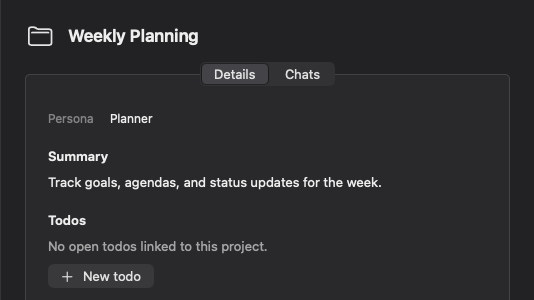 Weekly Planning
Details Chats
Persona Planner
Summary
Track goals, agendas, and status updates for the week.
Todos
No open todos linked to this project.
+ New todo